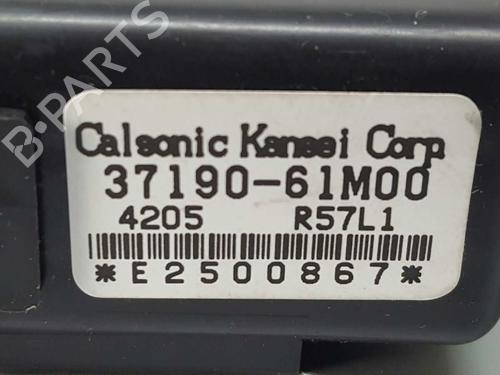 Calsonic Kansei Corp
37190-61M00
4205 R57L1
*E2500867*
B-PARTS